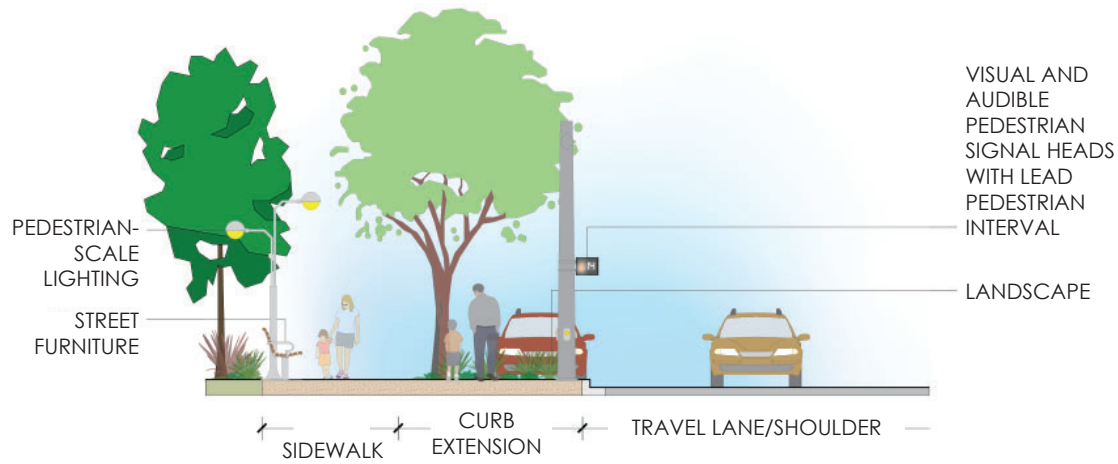 PEDESTRIAN-
SCALE
LIGHTING
STREET
FURNITURE
VISUAL AND
AUDIBLE
PEDESTRIAN
SIGNAL HEADS
WITH LEAD
PEDESTRIAN
INTERVAL
LANDSCAPE
SIDEWALK
CURB
EXTENSION
TRAVEL LANE/SHOULDER